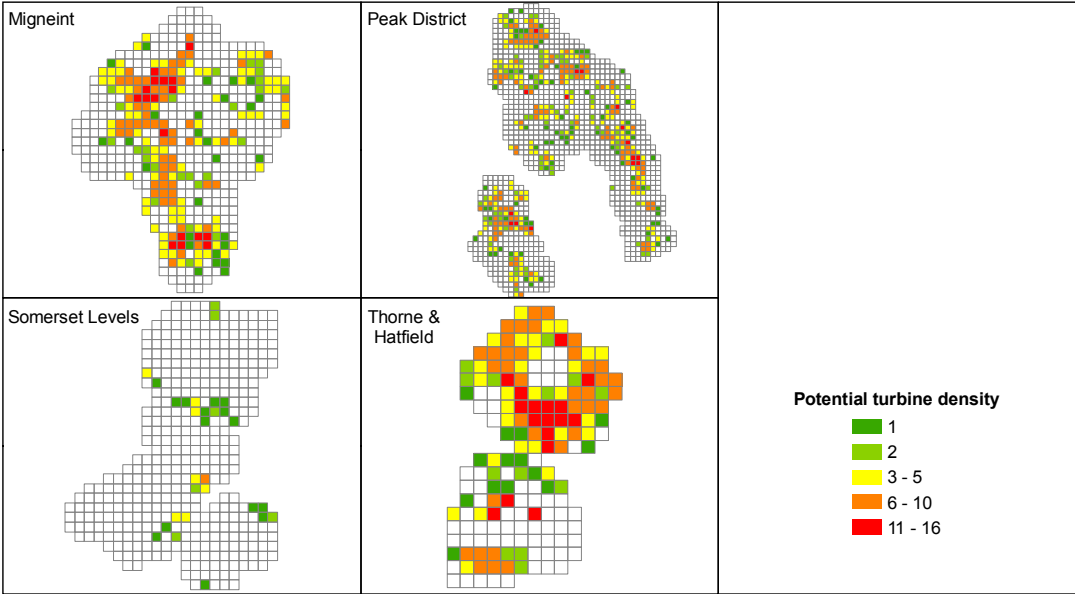 Migneint
Peak District
Somerset Levels
Thorne &
Hatfield
Potential turbine density
1
2
3 - 5
6 - 10
11 - 16